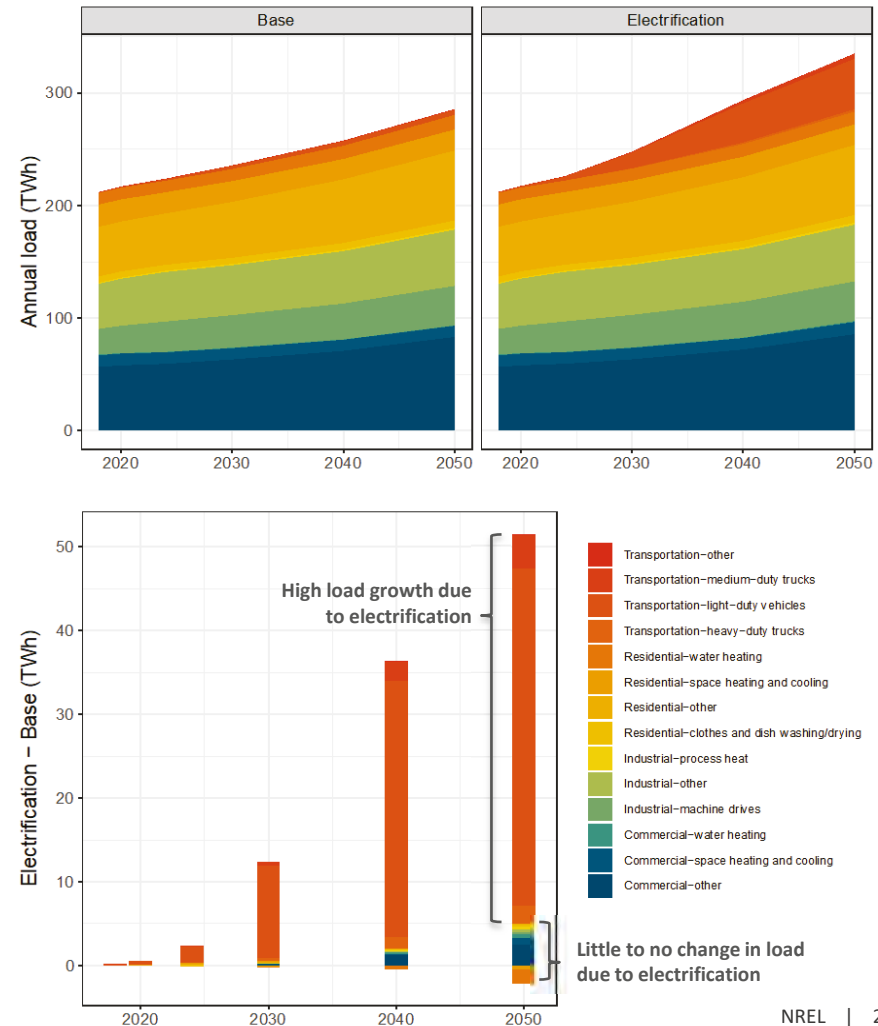 Base
Electrification
Annual load (TWh)
300
200
100
0
2020
2030
2040
2050
2020
2030
2040
2050
Electrification − Base (TWh)
50
40
30
20
10
0
2020
2030
2040
2050
High load growth due
to electrification
Little to no change in load
due to electrification
Transportation−other
Transportation−medium−duty trucks
Transportation−light−duty vehicles
Transportation−heavy−duty trucks
Residential−water heating
Residential−space heating and cooling
Residential−other
Residential−clothes and dish washing/drying
Industrial−process heat
Industrial−other
Industrial−machine drives
Commercial−water heating
Commercial−space heating and cooling
Commercial−other
NREL | 2